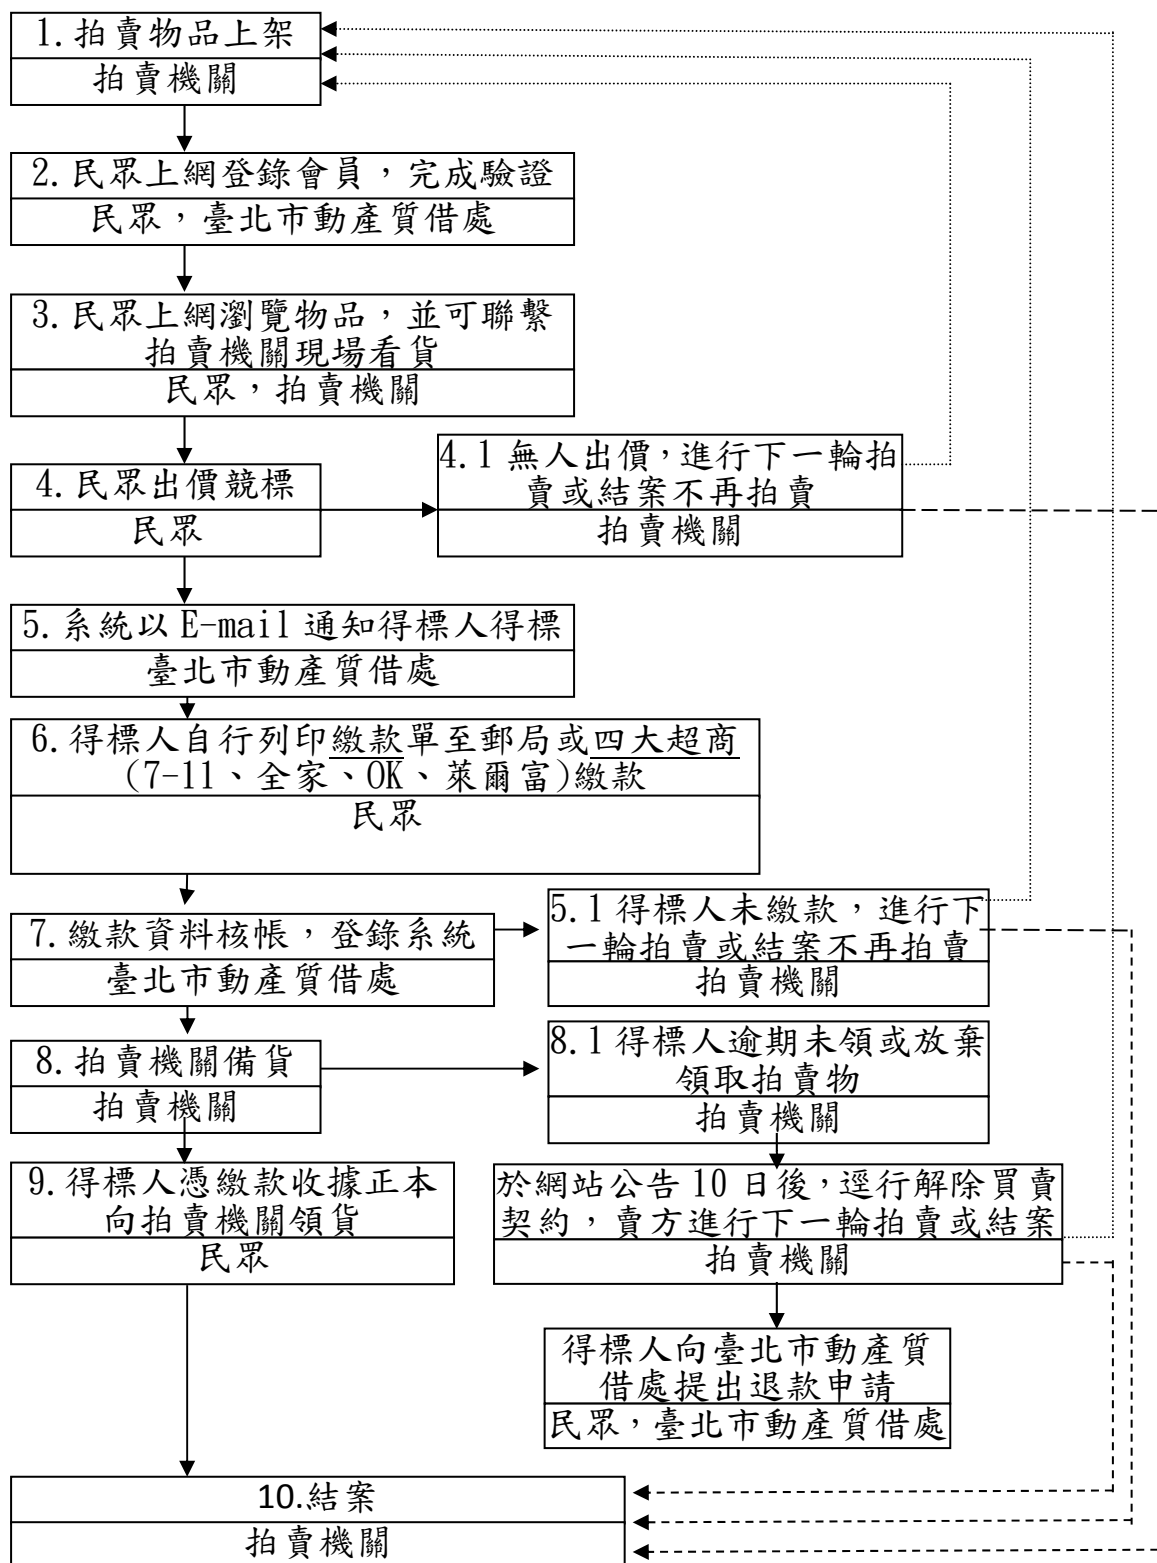 1.拍賣物品上架
拍賣機關
2.民眾上網登錄會員，完成驗證
民眾，臺北市動產質借處
3.民眾上網瀏覽物品，並可聯繫
拍賣機關現場看貨
民眾，拍賣機關
4.民眾出價競標
民眾
4.1 無人出價，進行下一輪拍
賣或結案不再拍賣
拍賣機關
5.系統以 E-mail 通知得標人得標
臺北市動產質借處
6.得標人自行列印繳款單至郵局或四大超商
(7-11、全家、OK、萊爾富)繳款
民眾
7.繳款資料核帳，登錄系統
臺北市動產質借處
5.1 得標人未繳款，進行下
一輪拍賣或結案不再拍賣
拍賣機關
8.拍賣機關備貨
拍賣機關
8.1 得標人逾期未領或放棄
領取拍賣物
拍賣機關
9.得標人憑繳款收據正本
向拍賣機關領貨
民眾
於網站公告 10 日後，逕行解除買賣
契約，賣方進行下一輪拍賣或結案
拍賣機關
得標人向臺北市動產質
借處提出退款申請
民眾，臺北市動產質借處
10.結案
拍賣機關